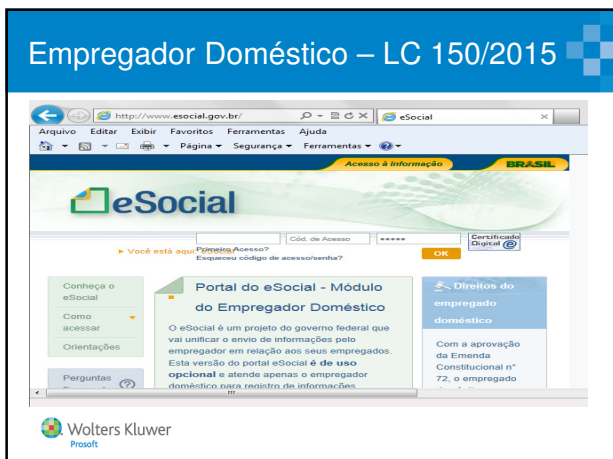 Empregador Doméstico – LC 150/2015
http://www.esocial.gov.br/
eSocial
Arquivo Editar Exibir Favoritos Ferramentas Ajuda
Página Segurança Ferramentas
Acesso à Informação
BRASIL
eSocial
Cód. de Acesso
•••••
Certificado Digital
Você está aqui:
Primeiro Acesso?
Esqueceu código de acesso/senha?
OK
Conheça o
eSocial
Como
acessar
Orientações
Perguntas
Portal do eSocial - Módulo
do Empregador Doméstico
O eSocial é um projeto do governo federal que
vai unificar o envio de informações pelo
empregador em relação aos seus empregados.
Esta versão do portal eSocial é de uso
opcional e atende apenas o empregador
doméstico para registro de informações
Direitos do
empregado
doméstico
Com a aprovação
da Emenda
Constitucional n°
72, o empregado
Wolters Kluwer
Prosoft